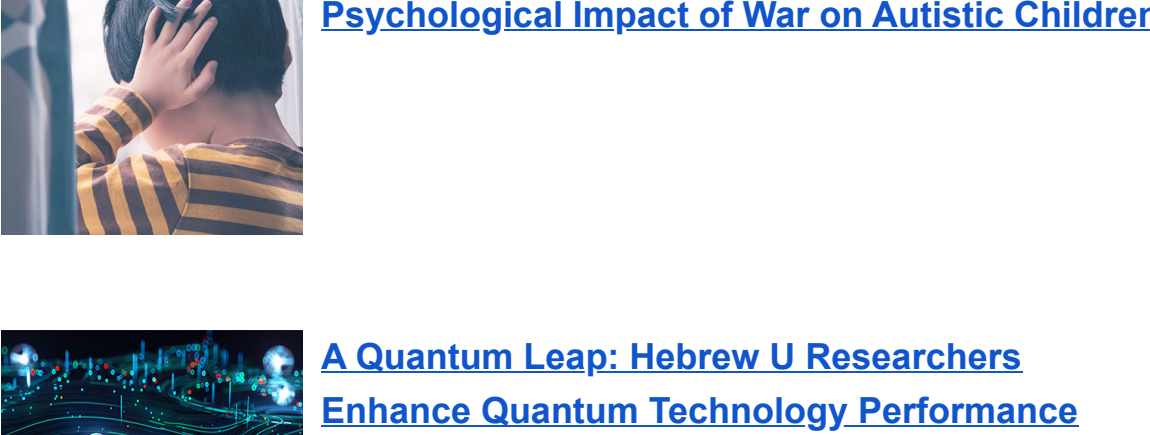 Psychological Impact of War on Autistic Children
A Quantum Leap: Hebrew U Researchers
Enhance Quantum Technology Performance